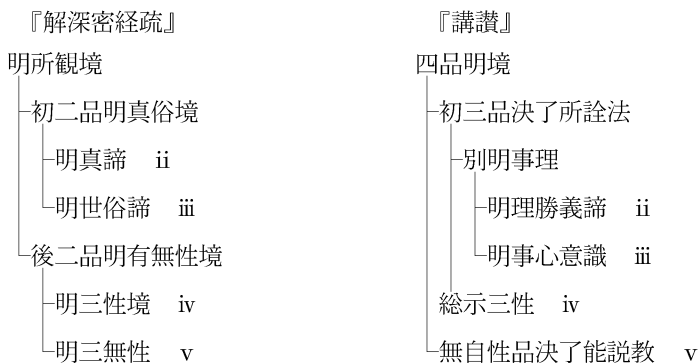 『解深密経疏』
明所観境
初二品明真俗境
明真諦 ⅱ
明世俗諦 ⅲ
後二品明有無性境
明三性境 ⅳ
明三無性 ⅴ
『講讃』
四品明境
初三品決了所詮法
別明事理
明理勝義諦 ⅱ
明事心意識 ⅲ
総示三性 ⅳ
無自性品決了能説教 ⅴ